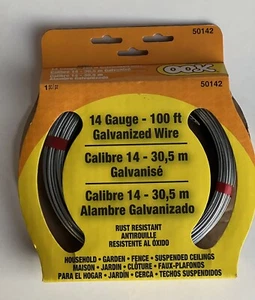 50142
OOK
50142
14 Gauge - 100 ft
Galvanized Wire
Calibre 14 - 30,5 m
Galvanisé
Calibre 14 - 30,5 m
Alambre Galvanizado
RUST RESISTANT
ANTIROUILLE
RESISTENTE AL ÓXIDO
HOUSEHOLD • GARDEN • FENCE • SUSPENDED CEILINGS
MAISON • JARDIN • CLÔTURE • FAUX-PLAFONDS
PARA EL HOGAR • JARDÍN • CERCA • TECHOS SUSPENDIDOS